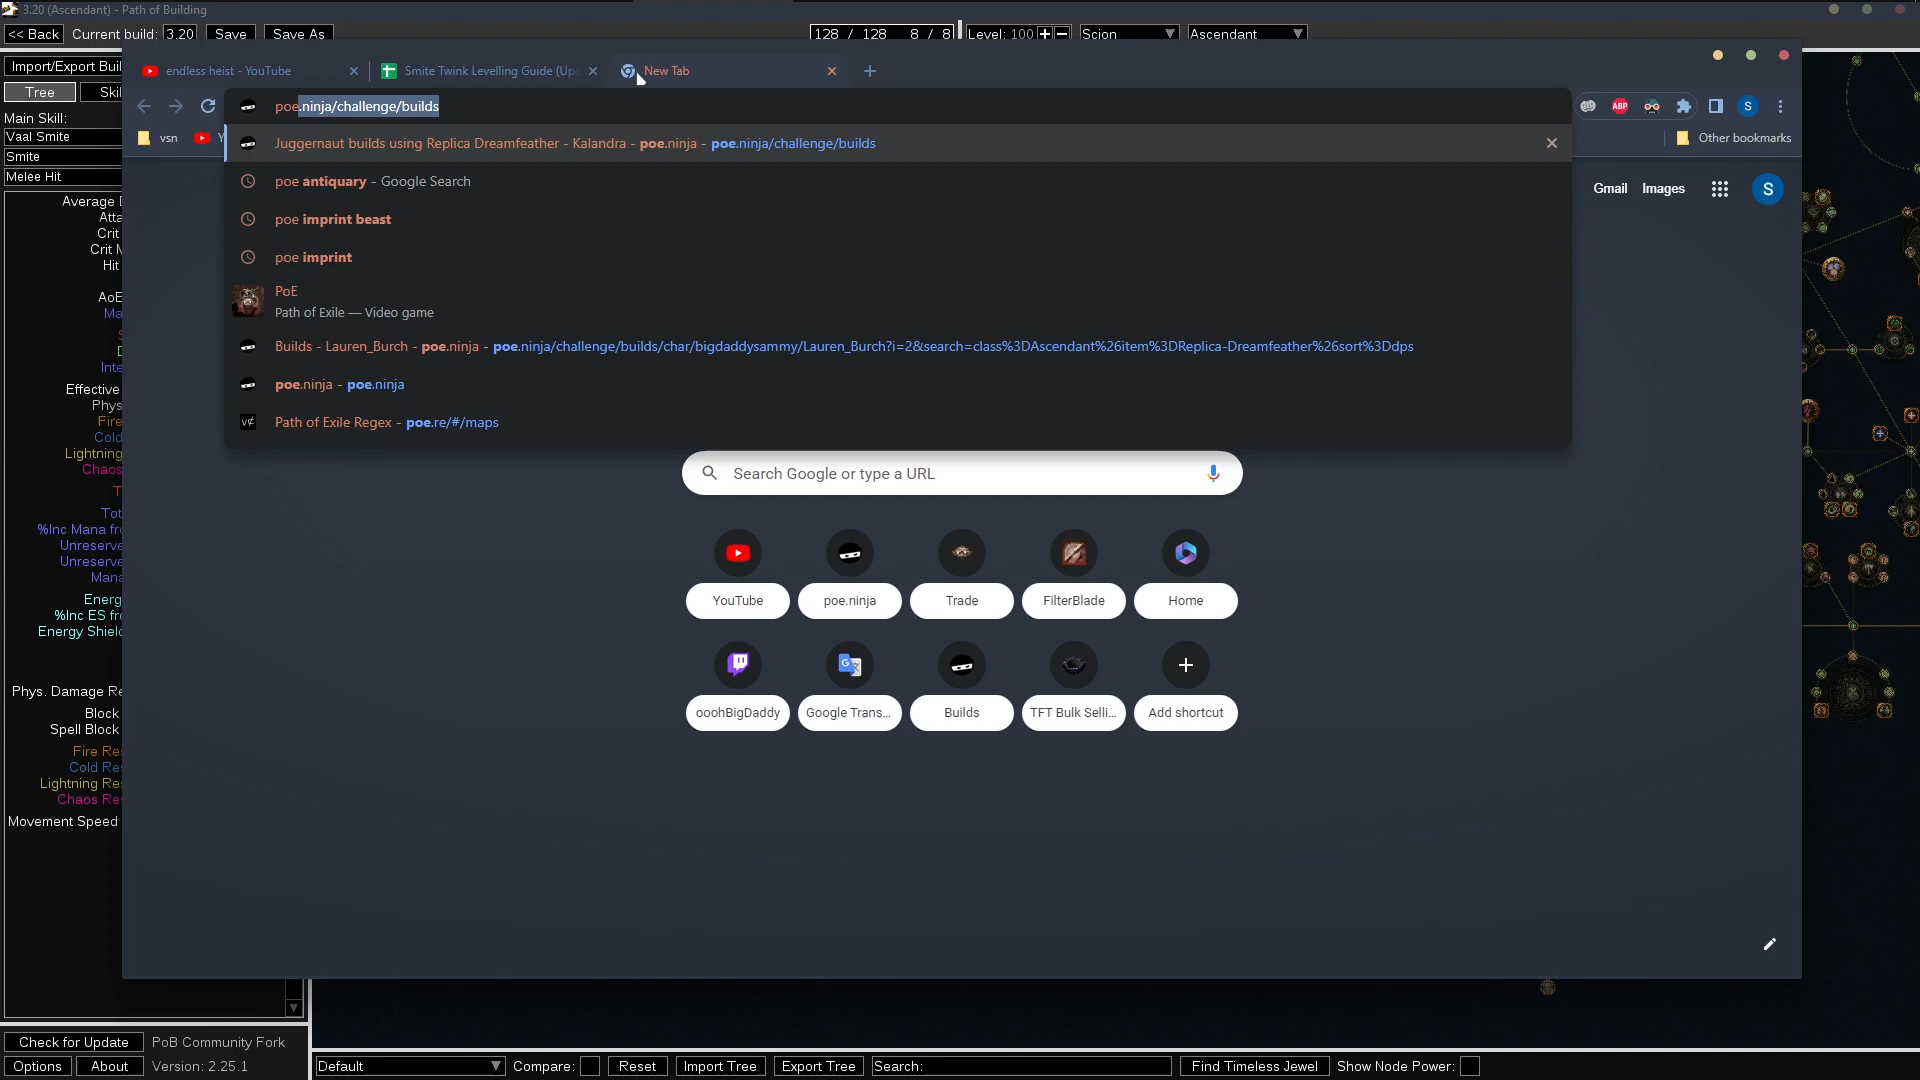 3.20 (Ascendant) - Path of Building
<< Back Current build: 3.20 Save Save As 128 / 128 8 / 8 Level: 100 + - Scion Ascendant
Import/Export Buil
endless heist - YouTube Smite Twink Levelling Guide (Up New Tab
Tree Skil
poe.ninja/challenge/builds
ABP S
Main Skill:
Vaal Smite
vsn Y Other bookmarks
Juggernaut builds using Replica Dreamfeather - Kalandra - poe.ninja - poe.ninja/challenge/builds
Smite
Melee Hit
poe antiquary - Google Search
Gmail Images S
poe imprint beast
poe imprint
PoE
Path of Exile — Video game
Builds - Lauren_Burch - poe.ninja - poe.ninja/challenge/builds/char/bigdaddysammy/Lauren_Burch?i=2&search=class%3DAscendant%26item%3DReplica-Dreamfeather%26sort%3Ddps
poe.ninja - poe.ninja
Path of Exile Regex - poe.re/#/maps
Average D
Atta
Crit
Crit M
Hit
AoE
Ma
S
D
Inte
Effective
Phys
Fire
Cold
Lightning
Chaos
T
Tot
%Inc Mana fr
Unreserve
Unreserve
Mana
Energ
%Inc ES fr
Energy Shield
Phys. Damage Re
Block
Spell Block
Fire Res
Cold Re
Lightning Res
Chaos Re
Movement Speed
Search Google or type a URL
YouTube poe.ninja Trade FilterBlade Home
ooohBigDaddy Google Trans... Builds TFT Bulk Selli... Add shortcut
Check for Update PoB Community Fork
Options About Version: 2.25.1
Default Compare: Reset Import Tree Export Tree Search: Find Timeless Jewel Show Node Power: